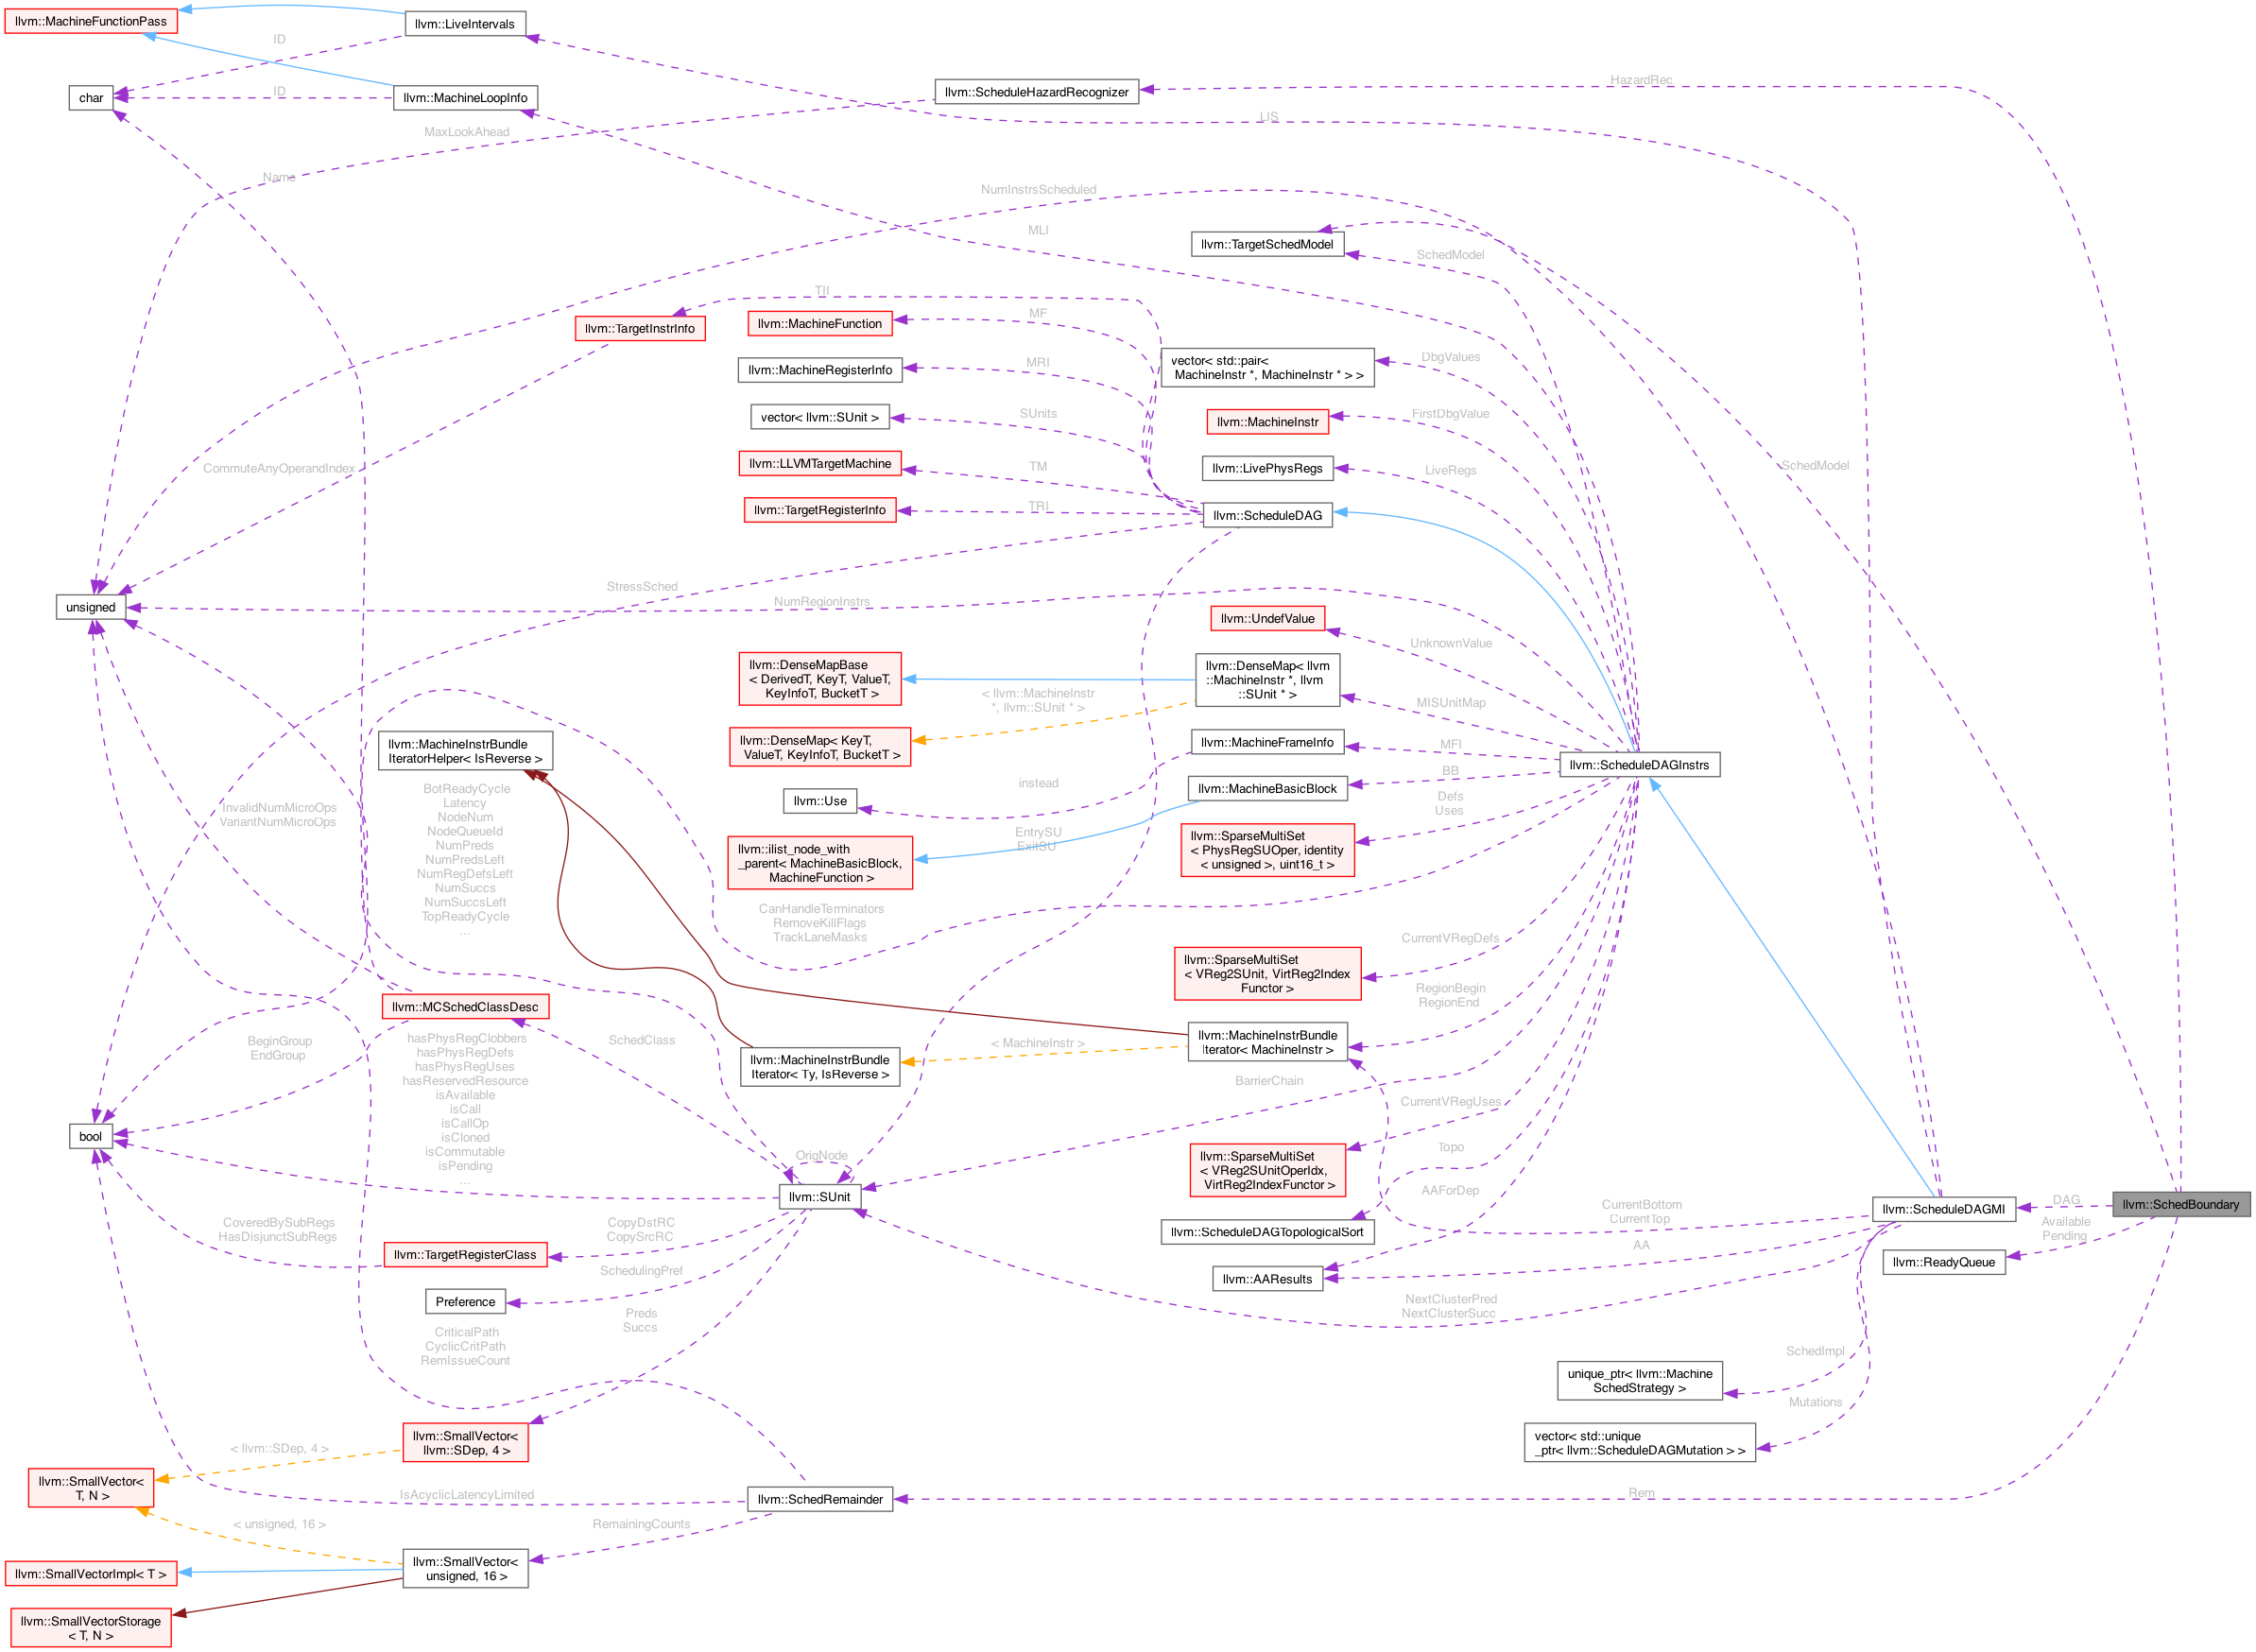 llvm::MachineFunctionPass
llvm::LiveIntervals
ID
char
ID
llvm::MachineLoopInfo
llvm::ScheduleHazardRecognizer
HazardRec
LIS
MaxLookAhead
Name
NumInstrsScheduled
MLI
llvm::TargetSchedModel
SchedModel
TII
llvm::TargetInstrInfo
llvm::MachineFunction
MF
llvm::MachineRegisterInfo
MRI
vector< std::pair<
MachineInstr *, MachineInstr * > >
DbgValues
vector< llvm::SUnit >
SUnits
llvm::MachineInstr
FirstDbgValue
CommuteAnyOperandIndex
llvm::LLVMTargetMachine
TM
llvm::LivePhysRegs
LiveRegs
SchedModel
llvm::TargetRegisterInfo
TRI
llvm::ScheduleDAG
StressSched
unsigned
NumRegionInstrs
llvm::UndefValue
UnknownValue
llvm::DenseMapBase
< DerivedT, KeyT, ValueT,
KeyInfoT, BucketT >
llvm::DenseMap< llvm
::MachineInstr *, llvm
::SUnit * >
< llvm::MachineInstr
*, llvm::SUnit * >
MISUnitMap
llvm::DenseMap< KeyT,
ValueT, KeyInfoT, BucketT >
llvm::MachineInstrBundle
IteratorHelper< IsReverse >
llvm::MachineFrameInfo
MFI
llvm::ScheduleDAGInstrs
llvm::Use
instead
llvm::MachineBasicBlock
BB
InvalidNumMicroOps
VariantNumMicroOps
BotReadyCycle
Latency
NodeNum
NodeQueueId
NumPreds
NumPredsLeft
NumRegDefsLeft
NumSuccs
NumSuccsLeft
TopReadyCycle
...
Defs
Uses
llvm::ilist_node_with
_parent< MachineBasicBlock,
MachineFunction >
EntrySU
ExitSU
llvm::SparseMultiSet
< PhysRegSUOper, identity
< unsigned >, uint16_t >
CanHandleTerminators
RemoveKillFlags
TrackLaneMasks
llvm::SparseMultiSet
< VReg2SUnit, VirtReg2Index
Functor >
CurrentVRegDefs
RegionBegin
RegionEnd
llvm::MCSchedClassDesc
BeginGroup
EndGroup
SchedClass
llvm::MachineInstrBundle
Iterator< Ty, IsReverse >
< MachineInstr >
llvm::MachineInstrBundle
Iterator< MachineInstr >
hasPhysRegClobbers
hasPhysRegDefs
hasPhysRegUses
hasReservedResource
isAvailable
isCall
isCallOp
isCloned
isCommutable
isPending
...
BarrierChain
CurrentVRegUses
bool
OrigNode
llvm::SparseMultiSet
< VReg2SUnitOperIdx,
VirtReg2IndexFunctor >
Topo
AAForDep
llvm::SUnit
CoveredBySubRegs
HasDisjunctSubRegs
llvm::TargetRegisterClass
CopyDstRC
CopySrcRC
llvm::ScheduleDAGTopologicalSort
CurrentBottom
CurrentTop
llvm::ScheduleDAGMI
DAG
llvm::SchedBoundary
Available
Pending
AA
llvm::ReadyQueue
SchedulingPref
llvm::AAResults
Preference
Preds
Succs
NextClusterPred
NextClusterSucc
CriticalPath
CyclicCritPath
RemIssueCount
SchedImpl
unique_ptr< llvm::Machine
SchedStrategy >
Mutations
vector< std::unique
_ptr< llvm::ScheduleDAGMutation > >
llvm::SmallVector<
llvm::SDep, 4 >
< llvm::SDep, 4 >
llvm::SmallVector<
T, N >
IsAcyclicLatencyLimited
llvm::SchedRemainder
Rem
< unsigned, 16 >
RemainingCounts
llvm::SmallVectorImpl< T >
llvm::SmallVector<
unsigned, 16 >
llvm::SmallVectorStorage
< T, N >